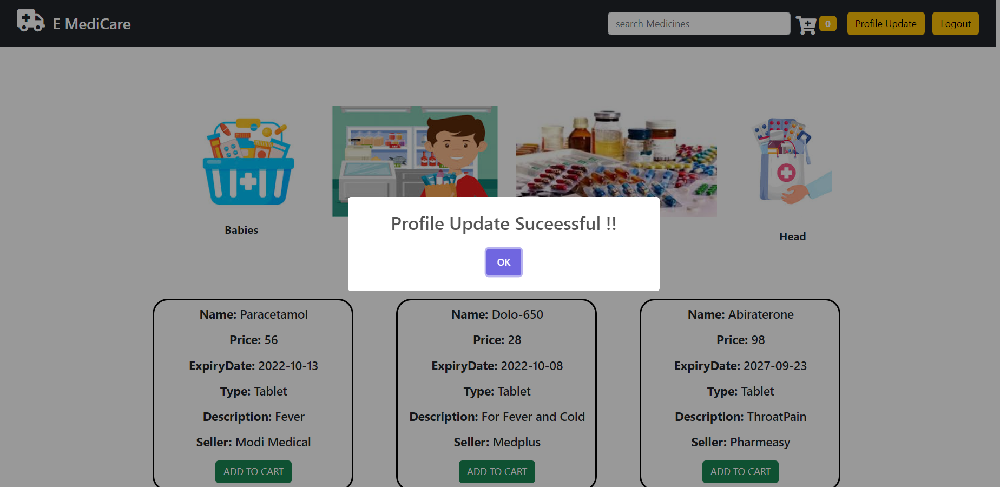 E MediCare
search Medicines
0
Profile Update
Logout
Babies
Head
Profile Update Suceessful !!
OK
Name: Paracetamol
Price: 56
ExpiryDate: 2022-10-13
Type: Tablet
Description: Fever
Seller: Modi Medical
ADD TO CART
Name: Dolo-650
Price: 28
ExpiryDate: 2022-10-08
Type: Tablet
Description: For Fever and Cold
Seller: Medplus
ADD TO CART
Name: Abiraterone
Price: 98
ExpiryDate: 2027-09-23
Type: Tablet
Description: ThroatPain
Seller: Pharmeasy
ADD TO CART